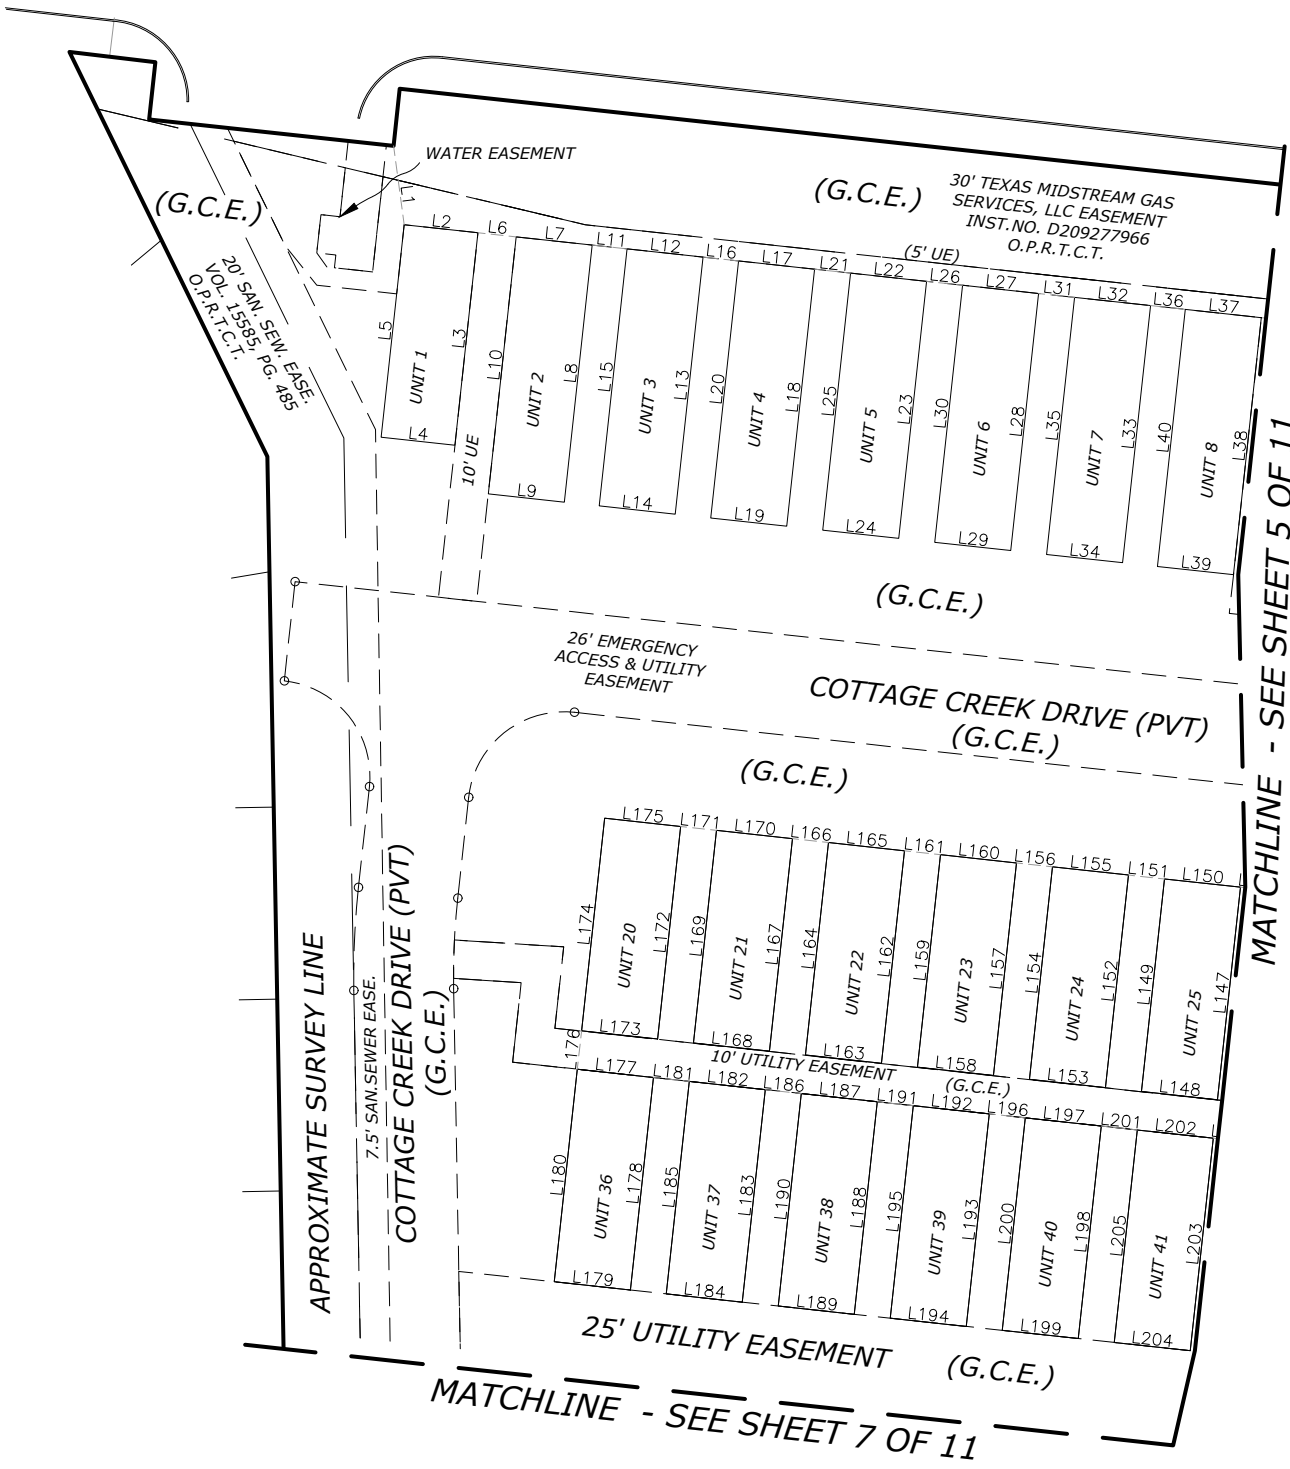 WATER EASEMENT
(G.C.E.)
(G.C.E.)
30' TEXAS MIDSTREAM GAS
SERVICES, LLC EASEMENT
INST.NO. D209277966
O.P.R.T.C.T.
(5' UE)
20' SAN. SEW. EASE.
VOL. 15585, PG. 485
O.P.R.T.C.T.
L1
L2
L6
L7
L11
L12
L16
L17
L21
L22
L26
L27
L31
L32
L36
L37
L5
UNIT 1
L3
L10
UNIT 2
L8
L15
UNIT 3
L13
L20
UNIT 4
L18
L25
UNIT 5
L23
L30
UNIT 6
L28
L35
UNIT 7
L33
L40
UNIT 8
L38
L4
10' UE
L9
L14
L19
L24
L29
L34
L39
(G.C.E.)
MATCHLINE - SEE SHEET 5 OF 11
26' EMERGENCY
ACCESS & UTILITY
EASEMENT
COTTAGE CREEK DRIVE (PVT)
(G.C.E.)
(G.C.E.)
L175
L171
L170
L166
L165
L161
L160
L156
L155
L151
L150
L174
UNIT 20
L172
L169
UNIT 21
L167
L164
UNIT 22
L162
L159
UNIT 23
L157
L154
UNIT 24
L152
L149
UNIT 25
L147
L173
L168
L163
L158
L153
L148
APPROXIMATE SURVEY LINE
7.5' SAN.SEWER EASE.
COTTAGE CREEK DRIVE (PVT)
(G.C.E.)
176
10' UTILITY EASEMENT
(G.C.E.)
L177
L181
L182
L186
L187
L191
L192
L196
L197
L201
L202
L180
UNIT 36
L178
L185
UNIT 37
L183
L190
UNIT 38
L188
L195
UNIT 39
L193
L200
UNIT 40
L198
L205
UNIT 41
L203
L179
L184
L189
L194
L199
L204
25' UTILITY EASEMENT
(G.C.E.)
MATCHLINE - SEE SHEET 7 OF 11